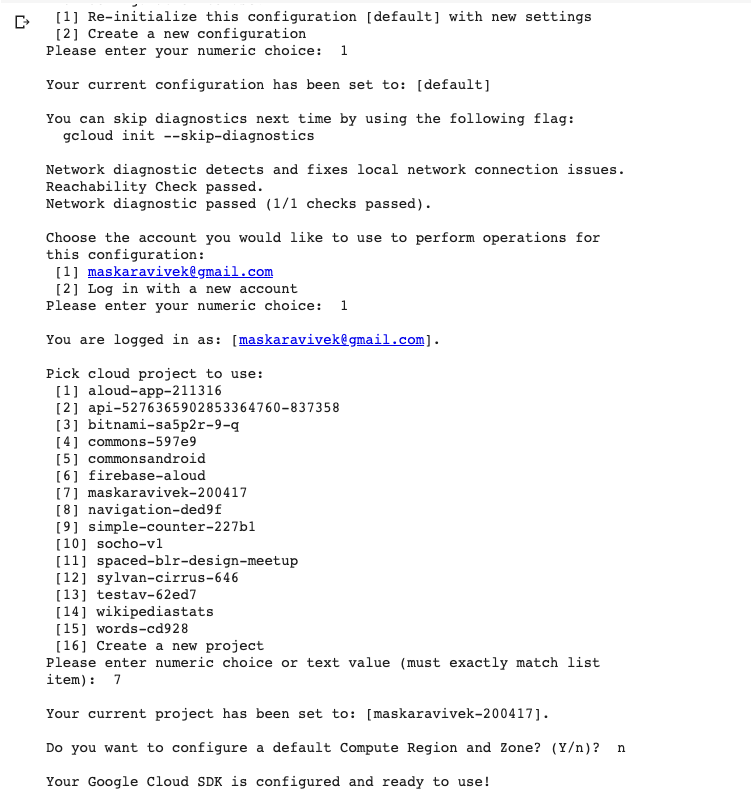 [1] Re-initialize this configuration [default] with new settings
[2] Create a new configuration
Please enter your numeric choice:  1
Your current configuration has been set to: [default]
You can skip diagnostics next time by using the following flag:
gcloud init --skip-diagnostics
Network diagnostic detects and fixes local network connection issues.
Reachability Check passed.
Network diagnostic passed (1/1 checks passed).
Choose the account you would like to use to perform operations for
this configuration:
[1] maskaravivek@gmail.com
[2] Log in with a new account
Please enter your numeric choice:  1
You are logged in as: [maskaravivek@gmail.com].
Pick cloud project to use:
[1] aloud-app-211316
[2] api-5276365902853364760-837358
[3] bitnami-sa5p2r-9-q
[4] commons-597e9
[5] commonsandroid
[6] firebase-aloud
[7] maskaravivek-200417
[8] navigation-ded9f
[9] simple-counter-227b1
[10] socho-v1
[11] spaced-blr-design-meetup
[12] sylvan-cirrus-646
[13] testav-62ed7
[14] wikipediastats
[15] words-cd928
[16] Create a new project
Please enter numeric choice or text value (must exactly match list
item):  7
Your current project has been set to: [maskaravivek-200417].
Do you want to configure a default Compute Region and Zone? (Y/n)?  n
Your Google Cloud SDK is configured and ready to use!